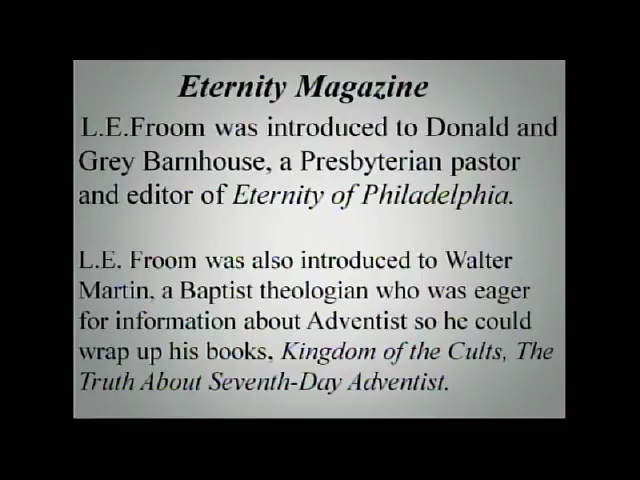 Eternity Magazine
L.E.Froom was introduced to Donald and
Grey Barnhouse, a Presbyterian pastor
and editor of Eternity of Philadelphia.
L.E. Froom was also introduced to Walter
Martin, a Baptist theologian who was eager
for information about Adventist so he could
wrap up his books, Kingdom of the Cults, The
Truth About Seventh-Day Adventist.